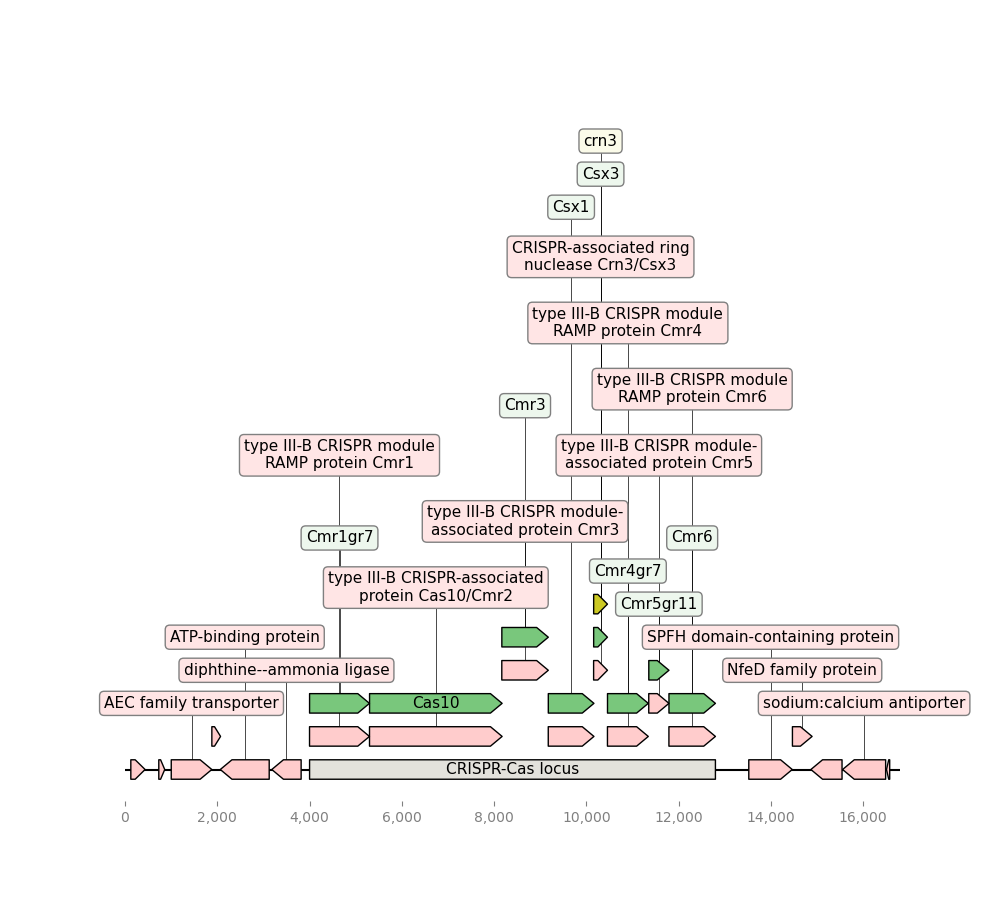 crn3
Csx3
Csx1
CRISPR-associated ring
nuclease Crn3/Csx3
type III-B CRISPR module
RAMP protein Cmr4
type III-B CRISPR module
RAMP protein Cmr6
Cmr3
type III-B CRISPR module
RAMP protein Cmr1
type III-B CRISPR module-
associated protein Cmr5
type III-B CRISPR module-
associated protein Cmr3
Cmr1gr7
Cmr6
Cmr4gr7
type III-B CRISPR-associated
protein Cas10/Cmr2
Cmr5gr11
ATP-binding protein
SPFH domain-containing protein
diphthine--ammonia ligase
NfeD family protein
AEC family transporter
Cas10
sodium:calcium antiporter
CRISPR-Cas locus
0 2,000 4,000 6,000 8,000 10,000 12,000 14,000 16,000